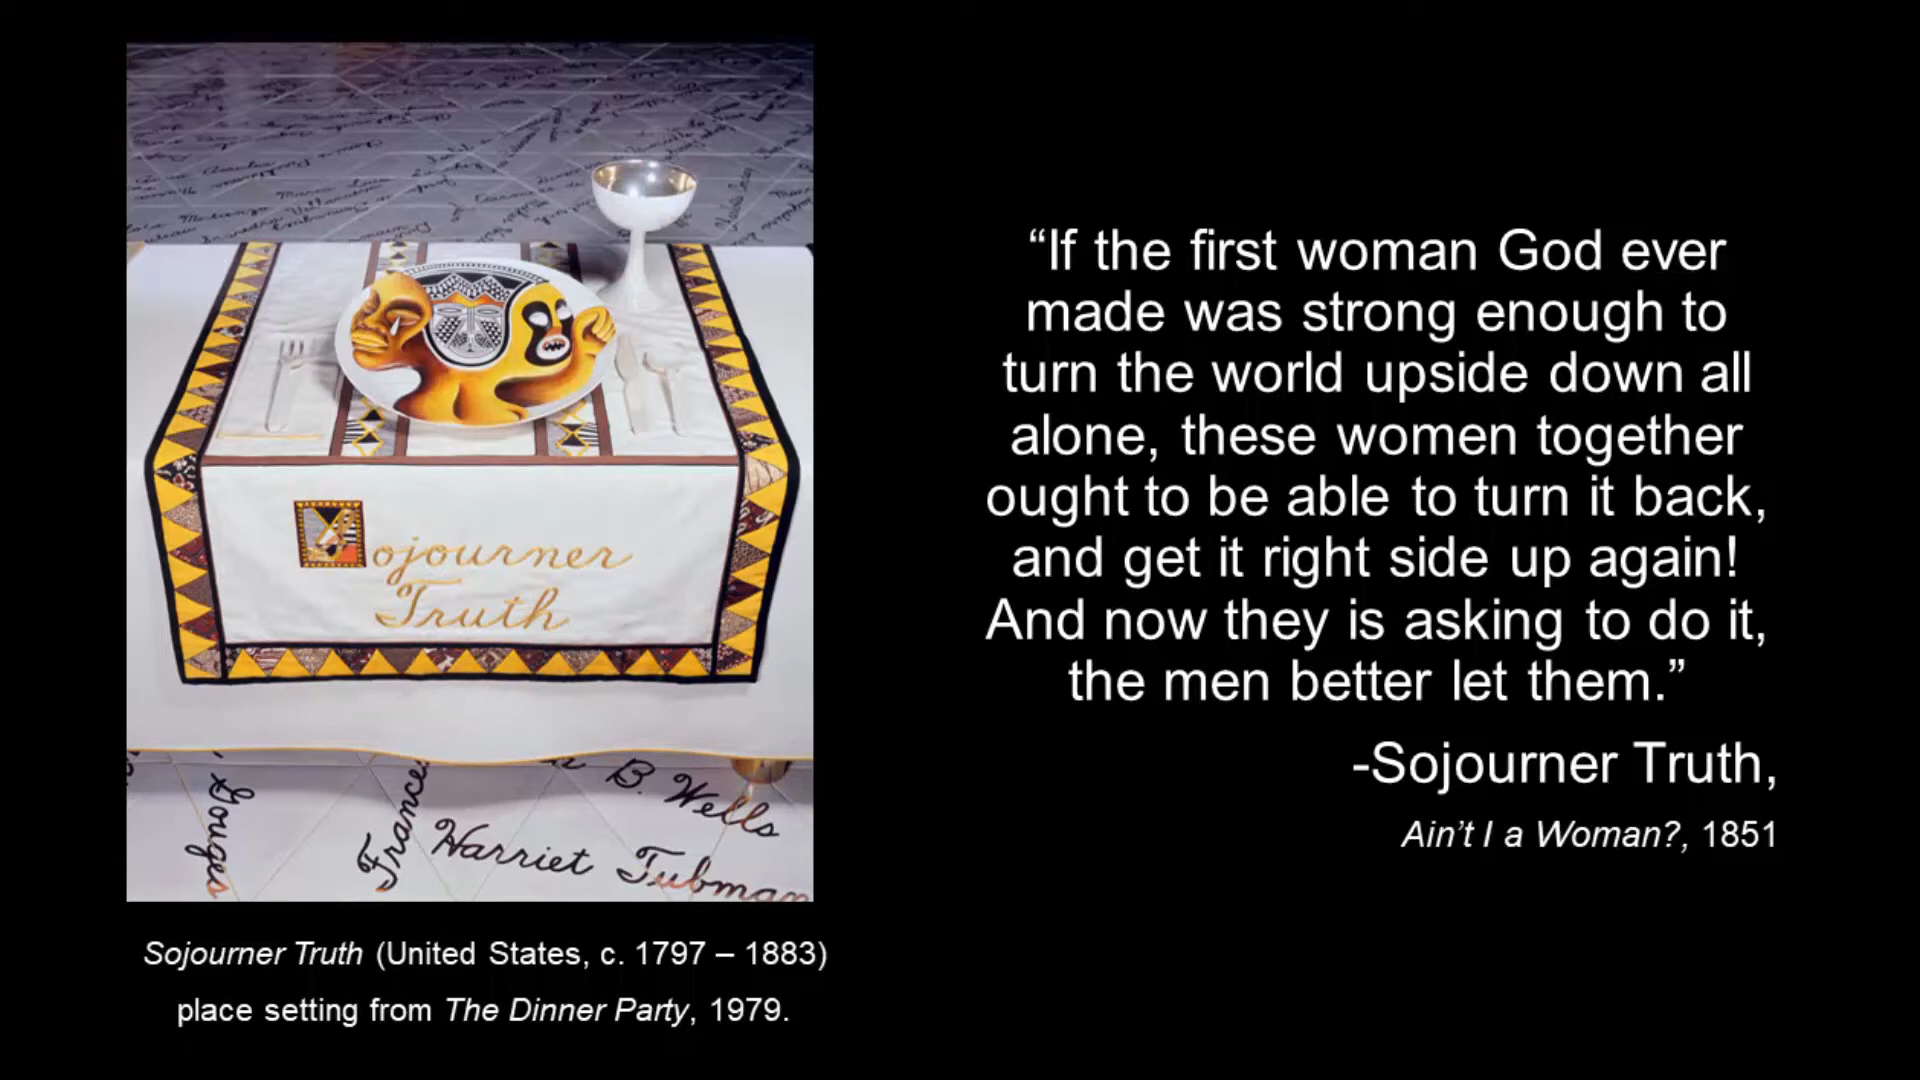 ojourner
Truth
Gouges
France
B. Wells
Harriet Tubman
Sojourner Truth (United States, c. 1797 – 1883)
place setting from The Dinner Party, 1979.
“If the first woman God ever
made was strong enough to
turn the world upside down all
alone, these women together
ought to be able to turn it back,
and get it right side up again!
And now they is asking to do it,
the men better let them.”
-Sojourner Truth,
Ain’t I a Woman?, 1851